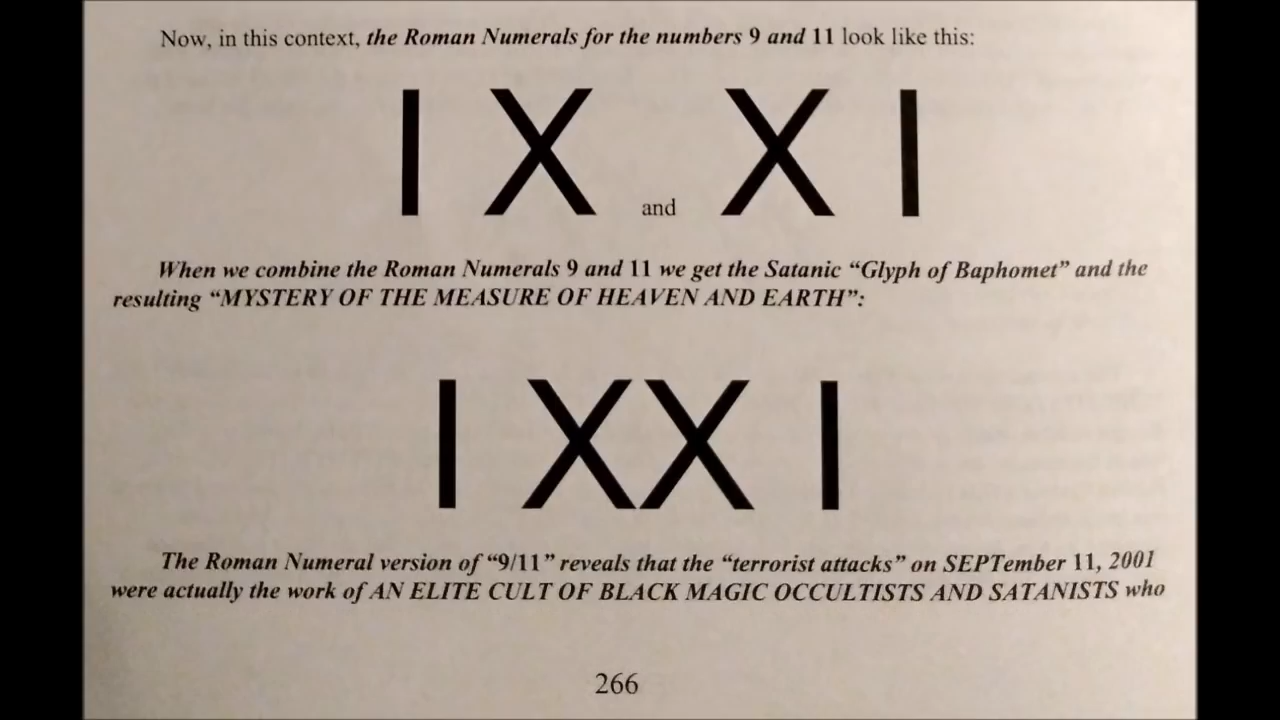 Now, in this context, the Roman Numerals for the numbers 9 and 11 look like this:
I X and X I
When we combine the Roman Numerals 9 and 11 we get the Satanic “Glyph of Baphomet” and the
resulting “MYSTERY OF THE MEASURE OF HEAVEN AND EARTH”:
I XX I
The Roman Numeral version of “9/11” reveals that the “terrorist attacks” on SEPTember 11, 2001
were actually the work of AN ELITE CULT OF BLACK MAGIC OCCULTISTS AND SATANISTS who
266